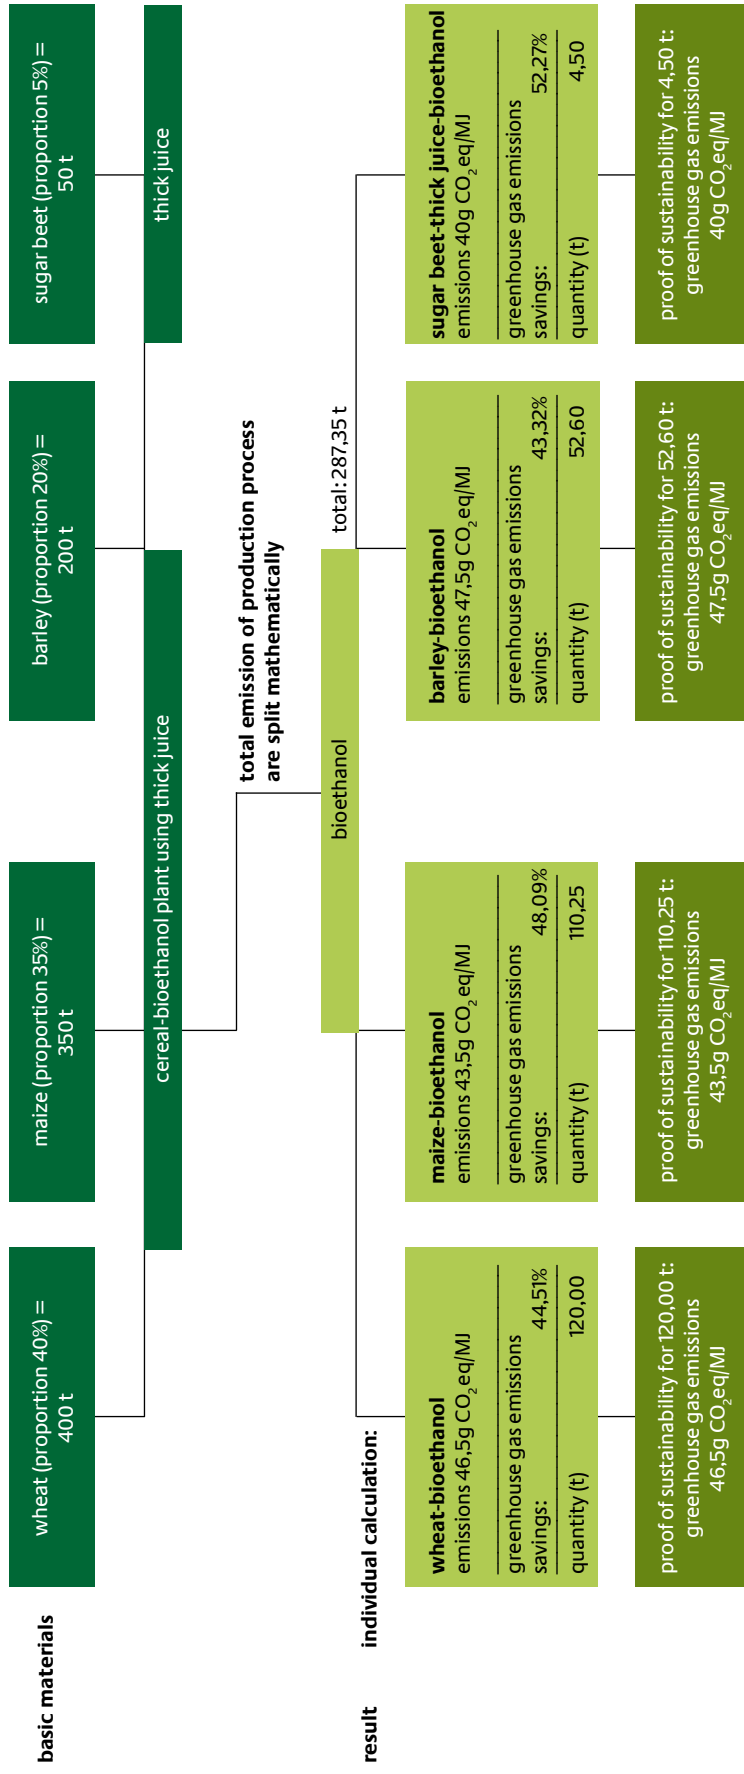 basic materials
wheat (proportion 40%) =
400 t
maize (proportion 35%) =
350 t
barley (proportion 20%) =
200 t
sugar beet (proportion 5%) =
50 t
cereal-bioethanol plant using thick juice
thick juice
total emission of production process
are split mathematically
bioethanol
total: 287,35 t
result
individual calculation:
wheat-bioethanol
emissions 46,5g CO₂ eq/MJ
greenhouse gas emissions
savings: 44,51%
quantity (t) 120,00
maize-bioethanol
emissions 43,5g CO₂ eq/MJ
greenhouse gas emissions
savings: 48,09%
quantity (t) 110,25
barley-bioethanol
emissions 47,5g CO₂ eq/MJ
greenhouse gas emissions
savings: 43,32%
quantity (t) 52,60
sugar beet-thick juice-bioethanol
emissions 40g CO₂ eq/MJ
greenhouse gas emissions
savings: 52,27%
quantity (t) 4,50
proof of sustainability for 120,00 t:
greenhouse gas emissions
46,5g CO₂eq/MJ
proof of sustainability for 110,25 t:
greenhouse gas emissions
43,5g CO₂eq/MJ
proof of sustainability for 52,60 t:
greenhouse gas emissions
47,5g CO₂eq/MJ
proof of sustainability for 4,50 t:
greenhouse gas emissions
40g CO₂eq/MJ